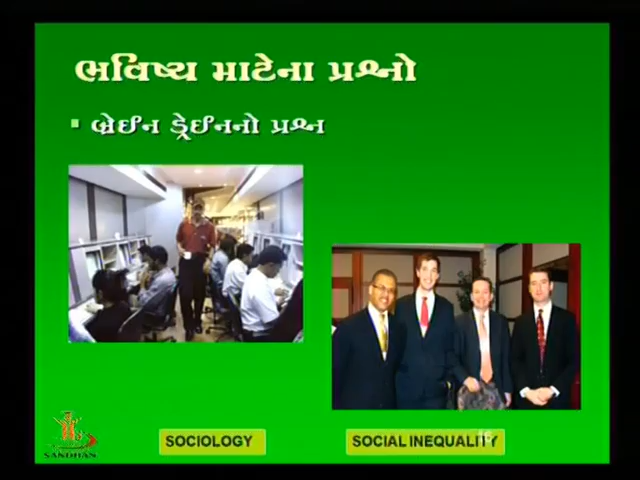 ભવિષ્ય માટેના પ્રશ્નો
બ્રેઈન ડ્રેઈનનો પ્રશ્ન
SANDHAN
SOCIOLOGY
SOCIAL INEQUALITY